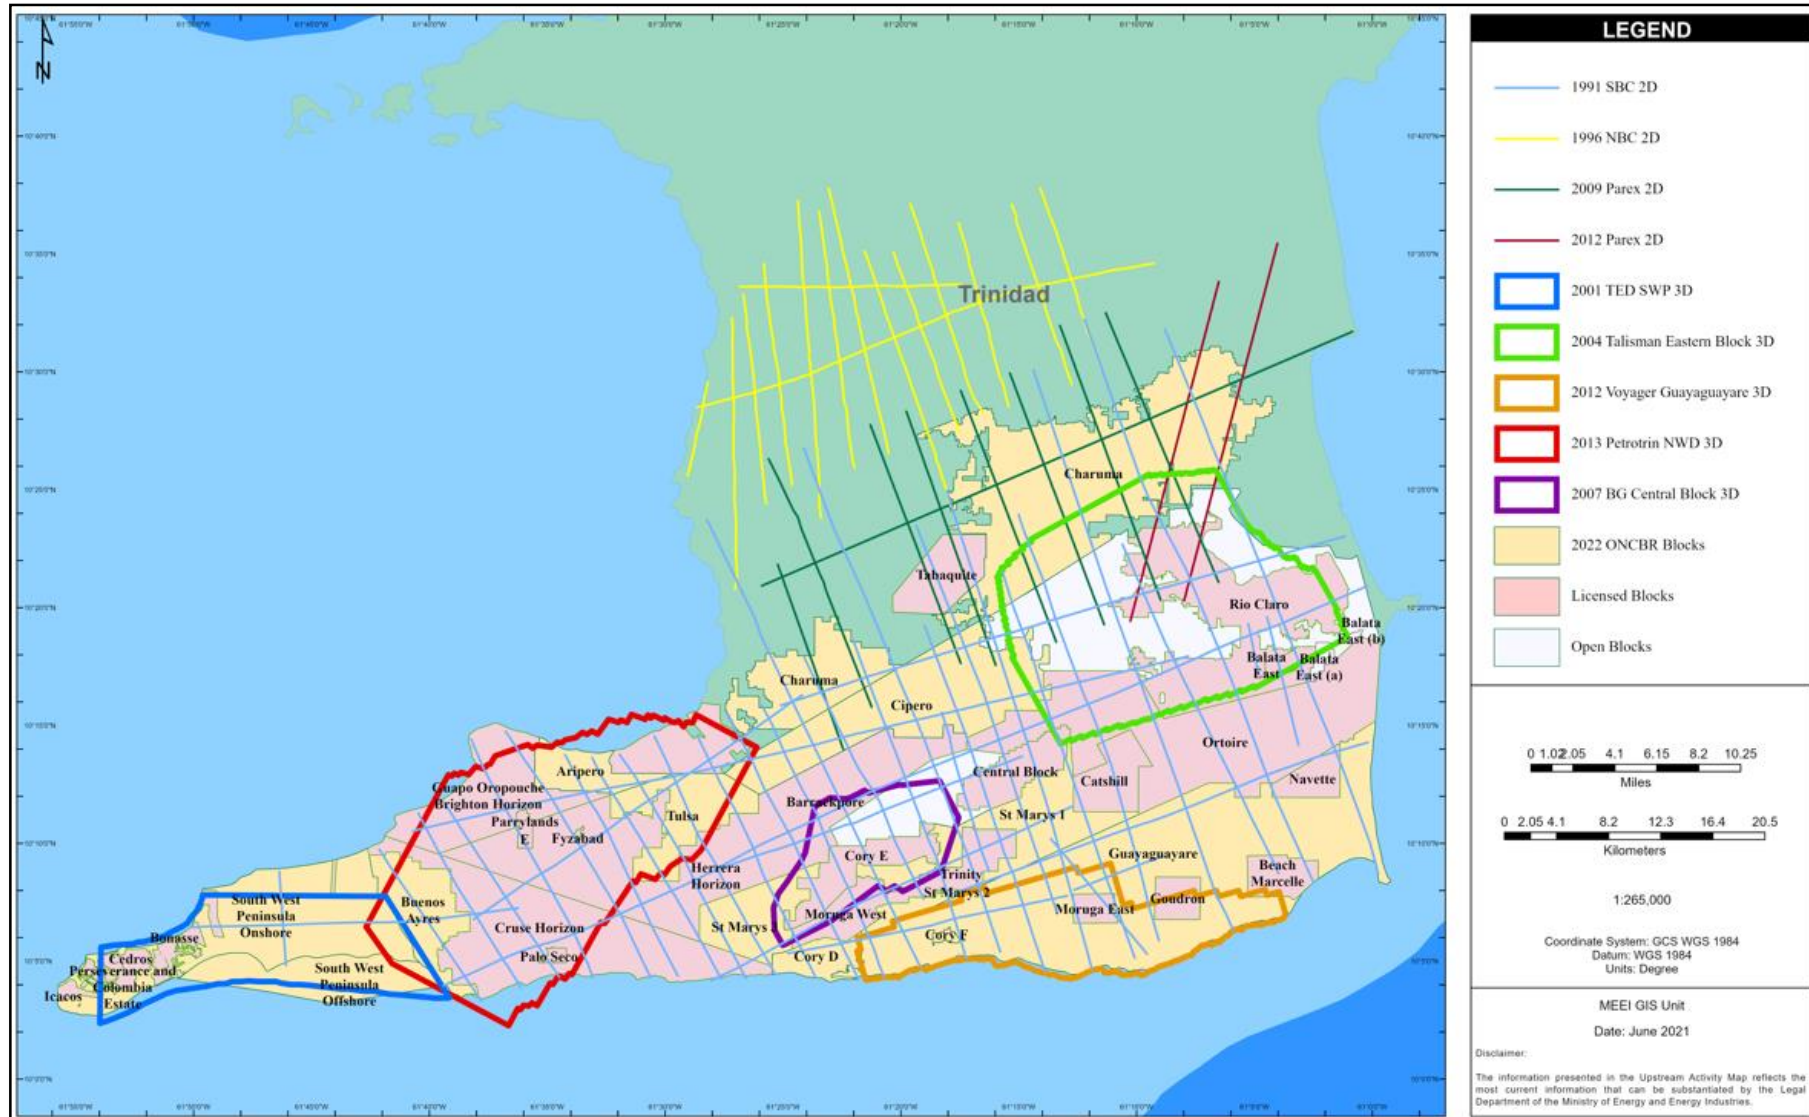 N
Trinidad
Charuma
Tabaquite
Rio Claro
Balata
East (b)
Balata
East
Balata
East (a)
Charuma
Cipero
Ortoire
Central Block
Catshill
Navette
Aripero
Guapo Oropouche
Brighton Horizon
Parrylands
E
Fyzabad
Tulsa
Barrackpore
St Marys 1
Herrera
Horizon
Cory E
Trinity
St Marys 2
Guayaguayare
Beach
Marcelle
Goudron
Moruga East
Moruga West
Buenos
Ayres
South West
Peninsula
Onshore
Cruse Horizon
St Marys 3
Cory F
Cory D
Palo Seco
Bonasse
Cedros
Perseverance and
Colombia
Estate
Icacos
South West
Peninsula
Offshore
LEGEND
1991 SBC 2D
1996 NBC 2D
2009 Parex 2D
2012 Parex 2D
2001 TED SWP 3D
2004 Talisman Eastern Block 3D
2012 Voyager Guayaguayare 3D
2013 Petrotrin NWD 3D
2007 BG Central Block 3D
2022 ONCBR Blocks
Licensed Blocks
Open Blocks
0 1.02 2.05 4.1 6.15 8.2 10.25
Miles
0 2.05 4.1 8.2 12.3 16.4 20.5
Kilometers
1:265,000
Coordinate System: GCS WGS 1984
Datum: WGS 1984
Units: Degree
MEEI GIS Unit
Date: June 2021
Disclaimer:
The information presented in the Upstream Activity Map reflects the
most current information that can be substantiated by the Legal
Department of the Ministry of Energy and Energy Industries.